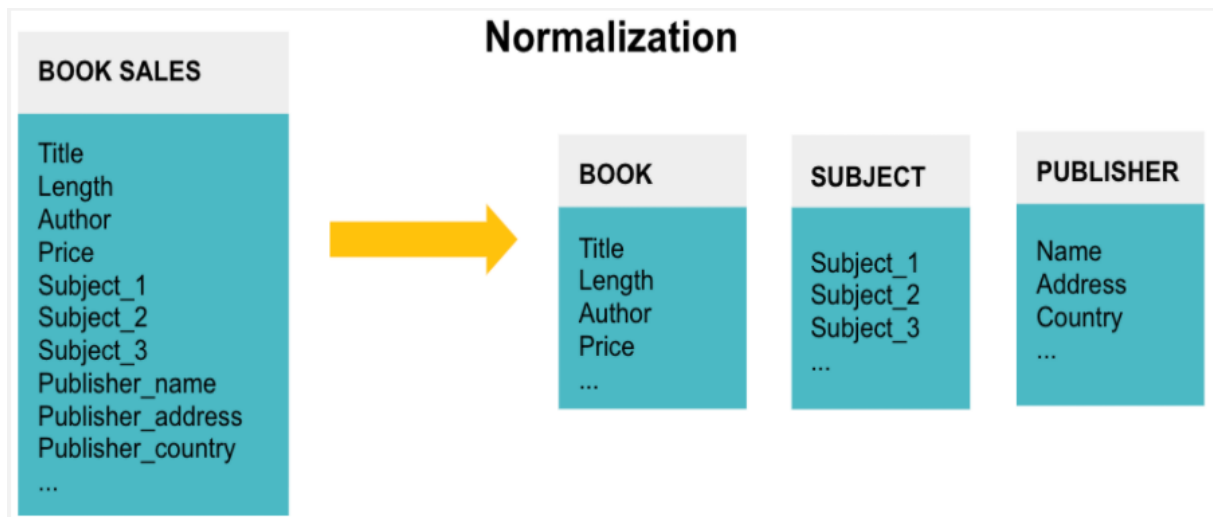 Normalization
BOOK SALES
Title
Length
Author
Price
Subject_1
Subject_2
Subject_3
Publisher_name
Publisher_address
Publisher_country
...
BOOK
Title
Length
Author
Price
...
SUBJECT
Subject_1
Subject_2
Subject_3
...
PUBLISHER
Name
Address
Country
...